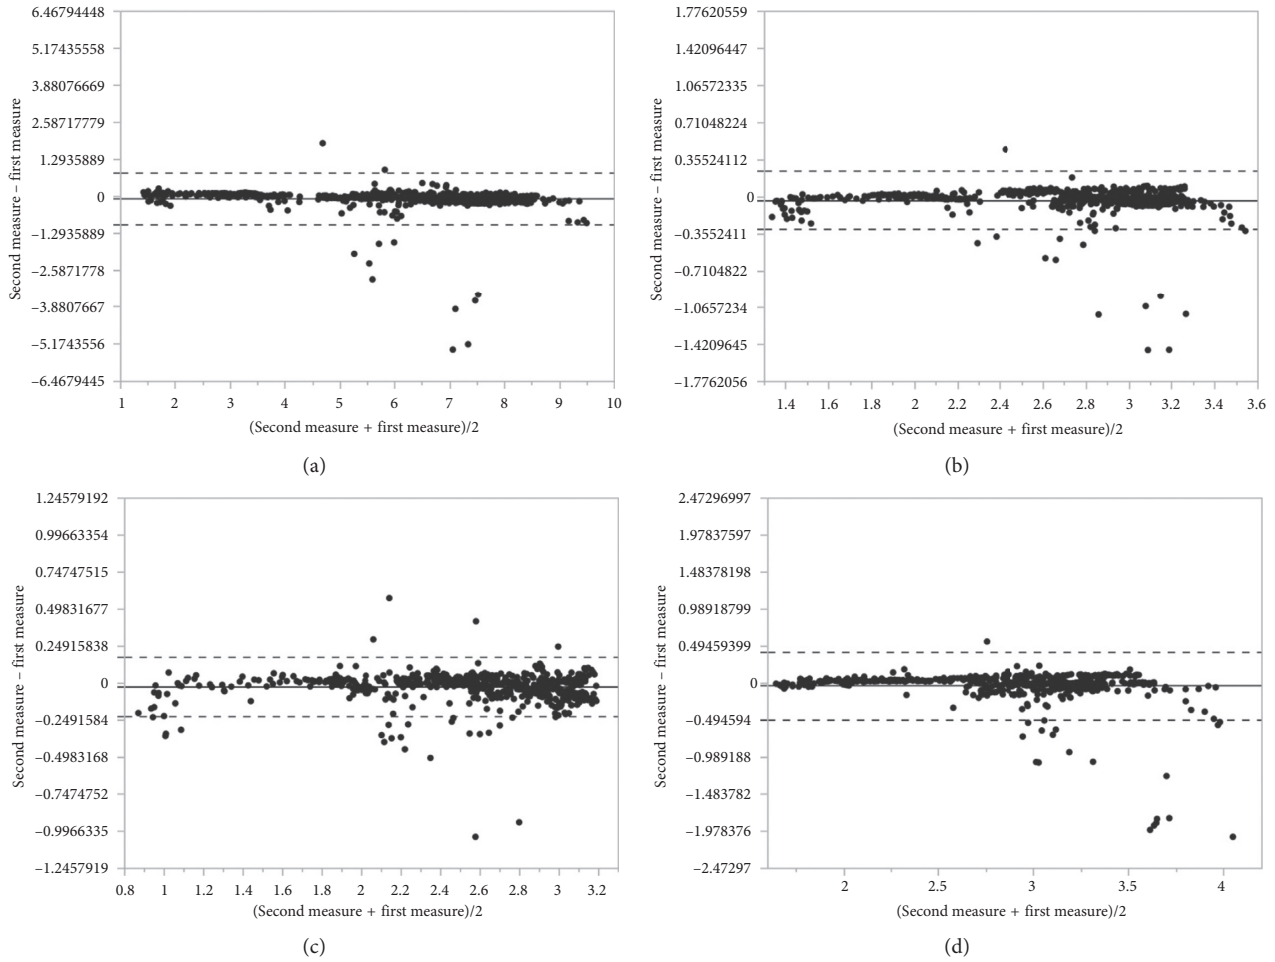 6.46794448
5.17435558
3.88076669
2.58717779
1.2935889
0
–1.2935889
–2.5871778
–3.8807667
–5.1743556
–6.4679445
Second measure – first measure
1 2 3 4 5 6 7 8 9 10
(Second measure + first measure)/2
(a)
1.77620559
1.42096447
1.06572335
0.71048224
0.35524112
0
–0.3552411
–0.7104822
–1.0657234
–1.4209645
–1.7762056
Second measure – first measure
1.4 1.6 1.8 2 2.2 2.4 2.6 2.8 3 3.2 3.4 3.6
(Second measure + first measure)/2
(b)
1.24579192
0.99663354
0.74747515
0.49831677
0.24915838
0
–0.2491584
–0.4983168
–0.7474752
–0.9966335
–1.2457919
Second measure – first measure
0.8 1 1.2 1.4 1.6 1.8 2 2.2 2.4 2.6 2.8 3 3.2
(Second measure + first measure)/2
(c)
2.47296997
1.97837597
1.48378198
0.98918799
0.49459399
0
–0.494594
–0.989188
–1.483782
–1.978376
–2.47297
Second measure – first measure
2 2.5 3 3.5 4
(Second measure + first measure)/2
(d)